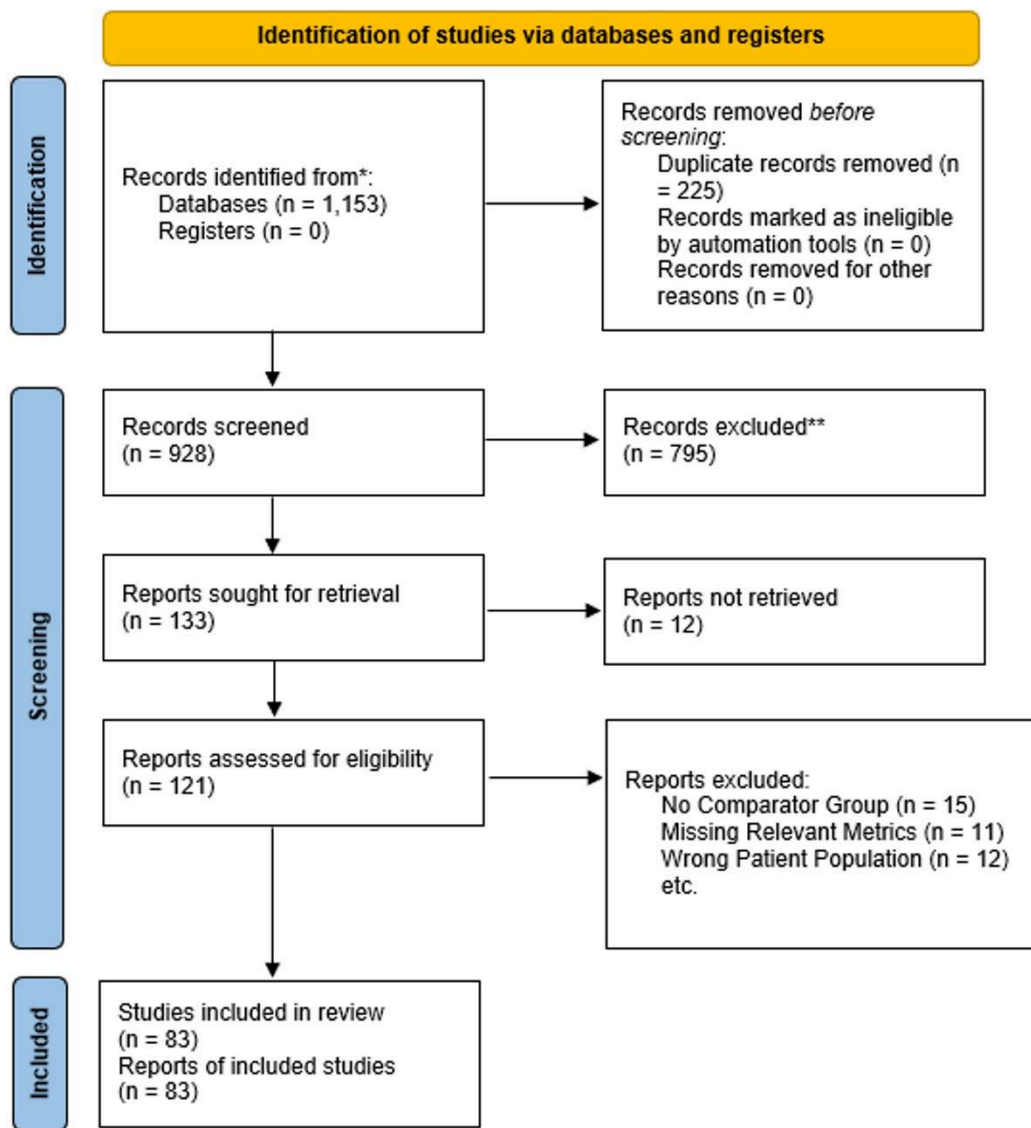 Identification of studies via databases and registers
Identification
Records identified from*:
Databases (n = 1,153)
Registers (n = 0)
Records removed before
screening:
Duplicate records removed (n
= 225)
Records marked as ineligible
by automation tools (n = 0)
Records removed for other
reasons (n = 0)
Screening
Records screened
(n = 928)
Records excluded**
(n = 795)
Reports sought for retrieval
(n = 133)
Reports not retrieved
(n = 12)
Reports assessed for eligibility
(n = 121)
Reports excluded:
No Comparator Group (n = 15)
Missing Relevant Metrics (n = 11)
Wrong Patient Population (n = 12)
etc.
Included
Studies included in review
(n = 83)
Reports of included studies
(n = 83)